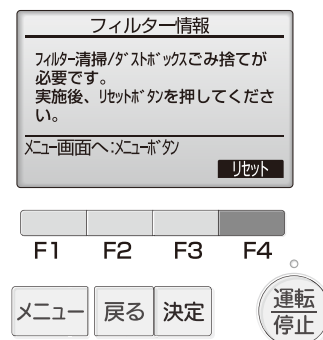 フィルター情報
フィルター清掃/ダストボックスごみ捨てが
必要です。
実施後、リセットボタンを押してくださ
い。
メニュー画面へ:メニューボタン
リセット
F1 F2 F3 F4
メニュー 戻る 決定 運転
停止